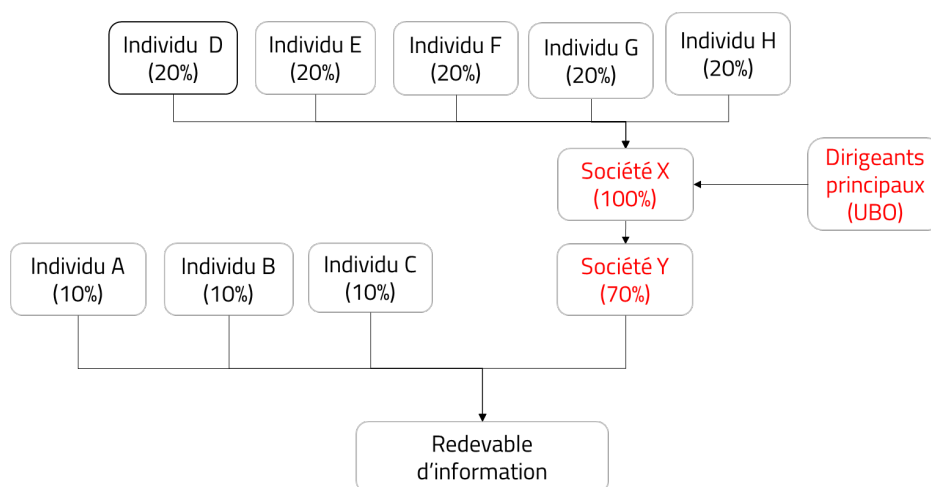 Individu D
(20%)
Individu E
(20%)
Individu F
(20%)
Individu G
(20%)
Individu H
(20%)
Société X
(100%)
Dirigeants
principaux
(UBO)
Individu A
(10%)
Individu B
(10%)
Individu C
(10%)
Société Y
(70%)
Redevable
d'information